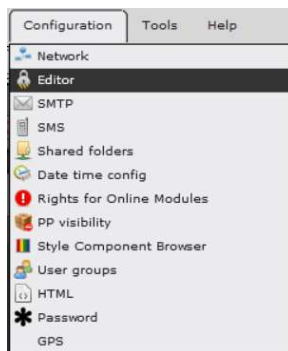 Configuration Tools Help
Network
Editor
SMTP
SMS
Shared folders
Date time config
Rights for Online Modules
PP visibility
Style Component Browser
User groups
HTML
Password
GPS